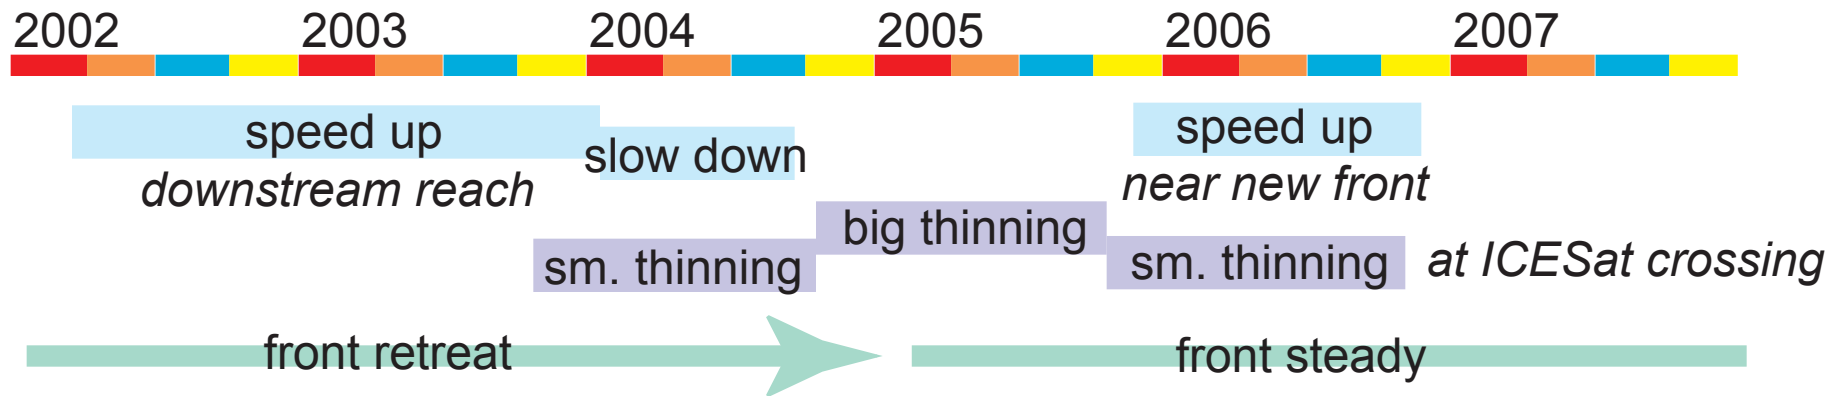 2002 2003 2004 2005 2006 2007
speed up speed up
slow down
downstream reach near new front
big thinning
sm. thinning sm. thinning at ICESat crossing
front retreat front steady